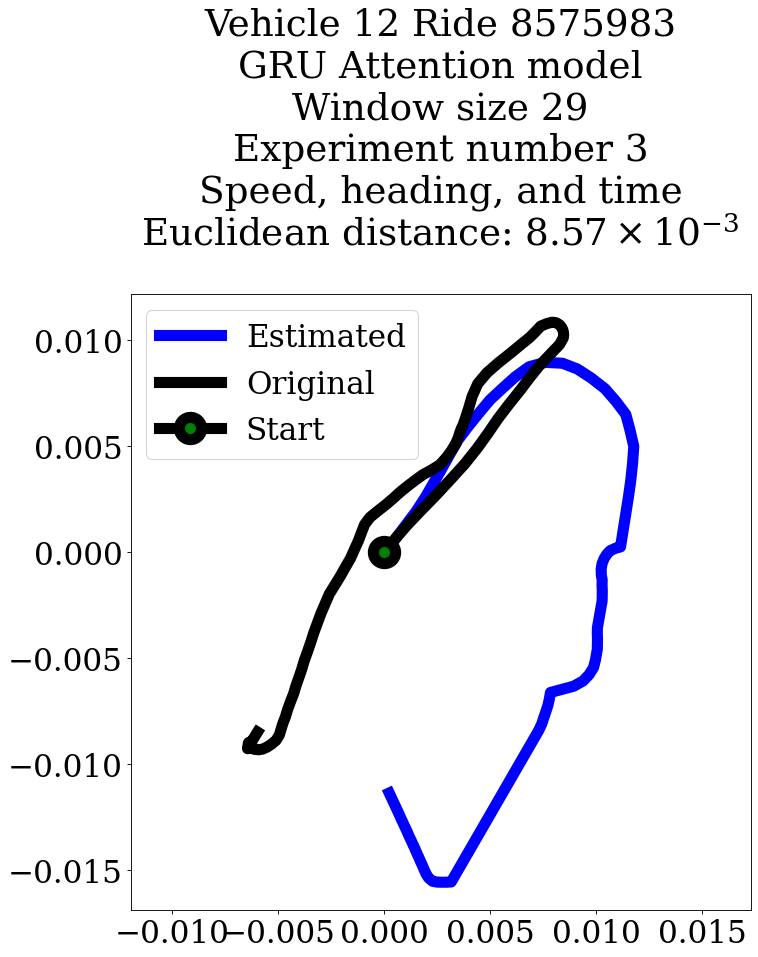 Vehicle 12 Ride 8575983
GRU Attention model
Window size 29
Experiment number 3
Speed, heading, and time
Euclidean distance: 8.57 × 10⁻³
Estimated
Original
Start
0.010
0.005
0.000
−0.005
−0.010
−0.015
−0.010 −0.005 0.000 0.005 0.010 0.015